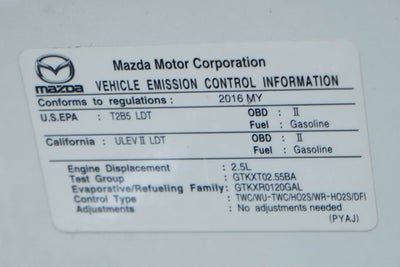 Mazda Motor Corporation
mazda
VEHICLE EMISSION CONTROL INFORMATION
Conforms to regulations : 2016 MY
U.S.EPA : T2B5 LDT OBD : II
Fuel : Gasoline
California : ULEV II LDT OBD : II
Fuel : Gasoline
Engine Displacement : 2.5L
Test Group : GTKXT02.55BA
Evaporative/Refueling Family: GTKXR0120GAL
Control Type : TWC/WU-TWC/HO2S/WR-HO2S/DFI
Adjustments : No adjustments needed
(PYAJ)